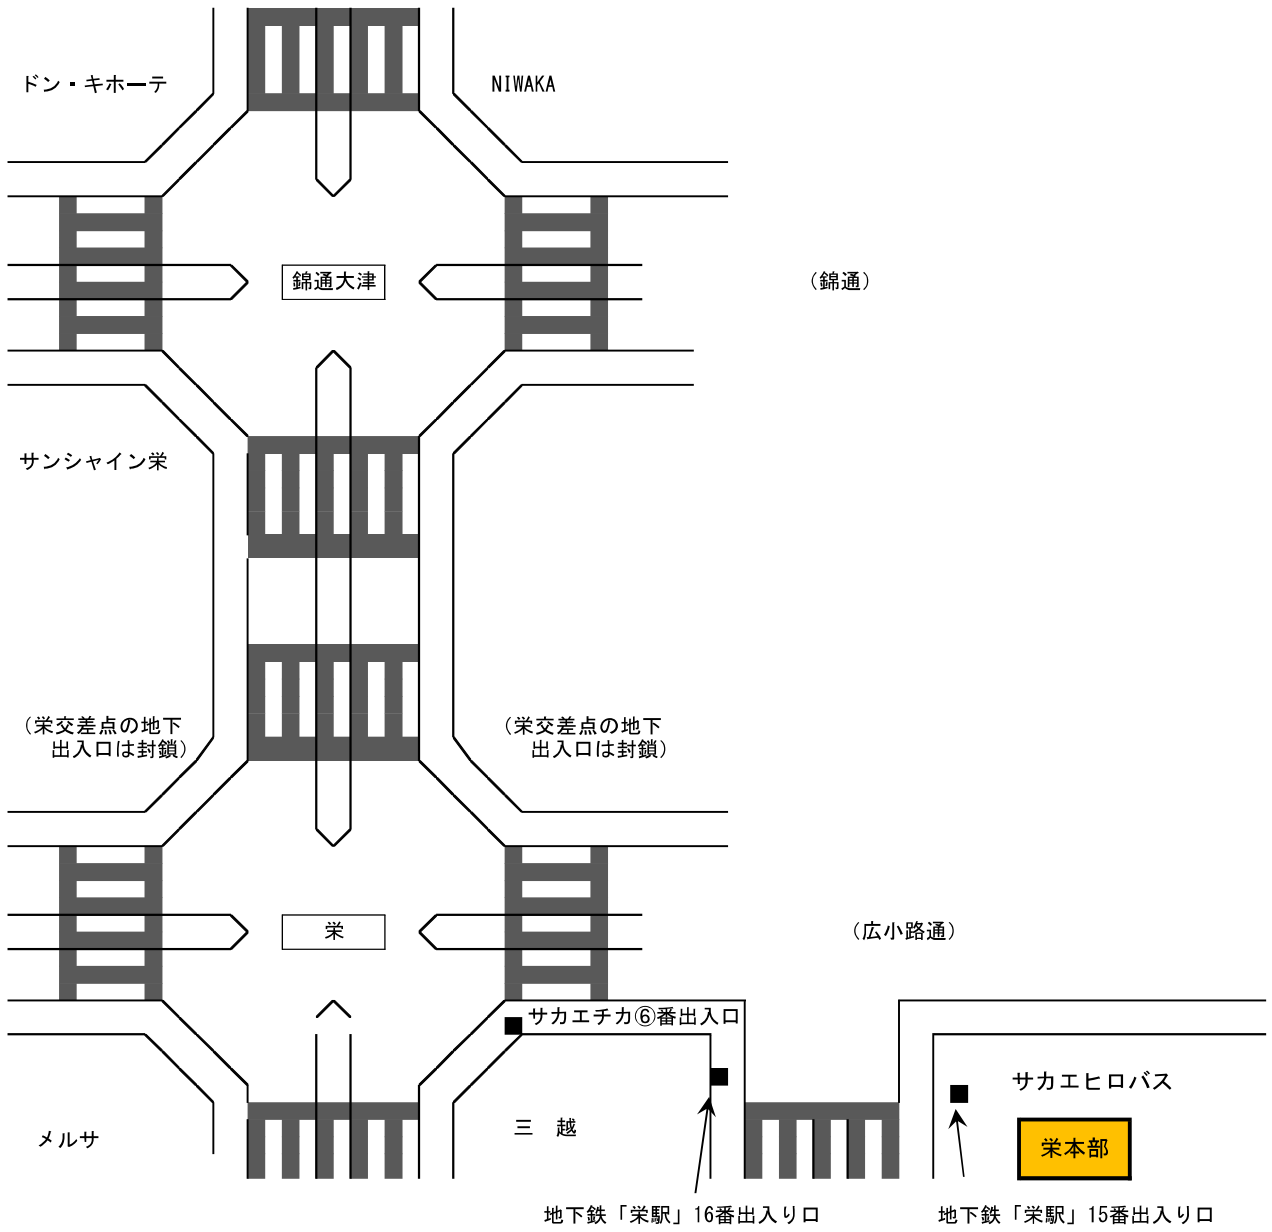 ドン・キホーテ
NIWAKA
錦通大津
（錦通）
サンシャイン栄
（栄交差点の地下
出入口は封鎖）
（栄交差点の地下
出入口は封鎖）
栄
（広小路通）
サカエチカ⑥番出入口
サカエヒロバス
メルサ
三　越
栄本部
地下鉄「栄駅」16番出入り口
地下鉄「栄駅」15番出入り口